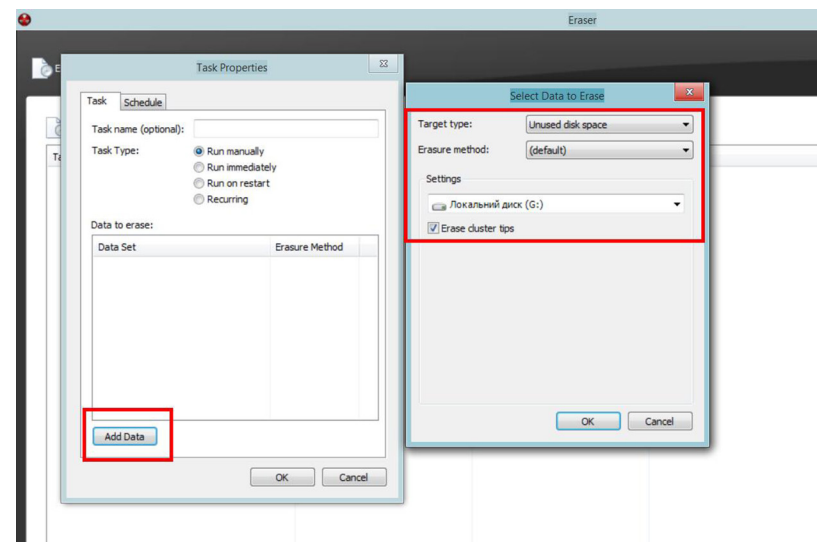 Eraser
E
Task Properties
Task Schedule
Task name (optional):
Task Type:
Run manually
Run immediately
Run on restart
Recurring
Data to erase:
Data Set Erasure Method
Add Data
OK Cancel
Select Data to Erase
Target type: Unused disk space
Erasure method: (default)
Settings
Локальний диск (G:)
Erase cluster tips
OK Cancel